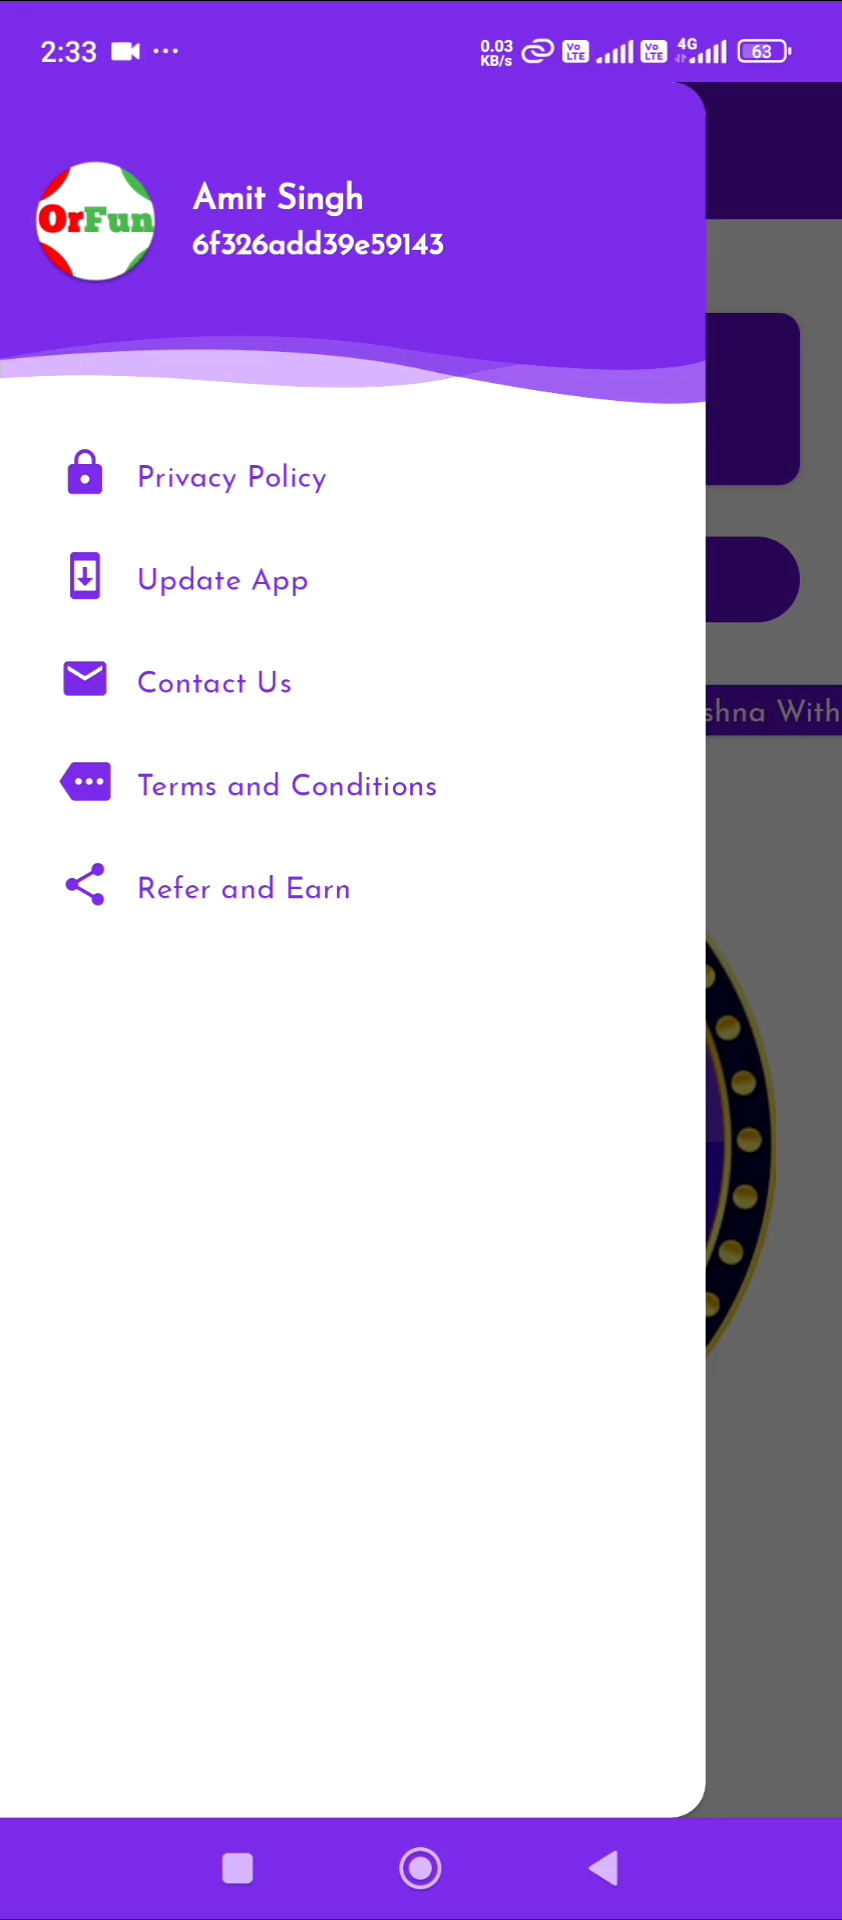 2:33
0.03 KB/s
Vo LTE
Vo LTE
4G
63
OrFun
Amit Singh
6f326add39e59143
Privacy Policy
Update App
Contact Us
Terms and Conditions
Refer and Earn
shna With